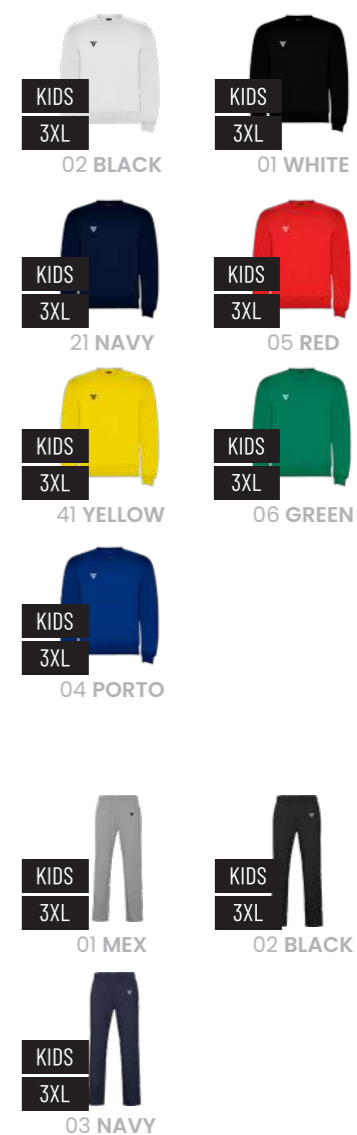 KIDS
3XL
02 BLACK
KIDS
3XL
01 WHITE
KIDS
3XL
21 NAVY
KIDS
3XL
05 RED
KIDS
3XL
41 YELLOW
KIDS
3XL
06 GREEN
KIDS
3XL
04 PORTO
KIDS
3XL
01 MEX
KIDS
3XL
02 BLACK
KIDS
3XL
03 NAVY